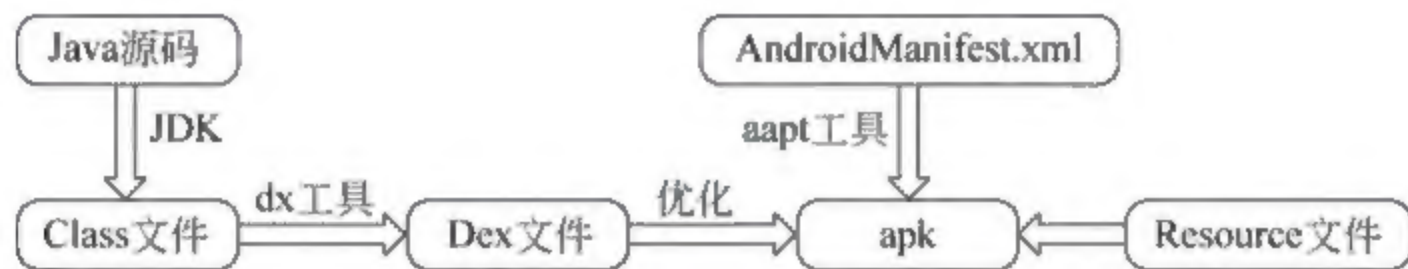 Java源码
AndroidManifest.xml
JDK
aapt工具
dx工具
优化
Class文件
Dex文件
apk
Resource文件